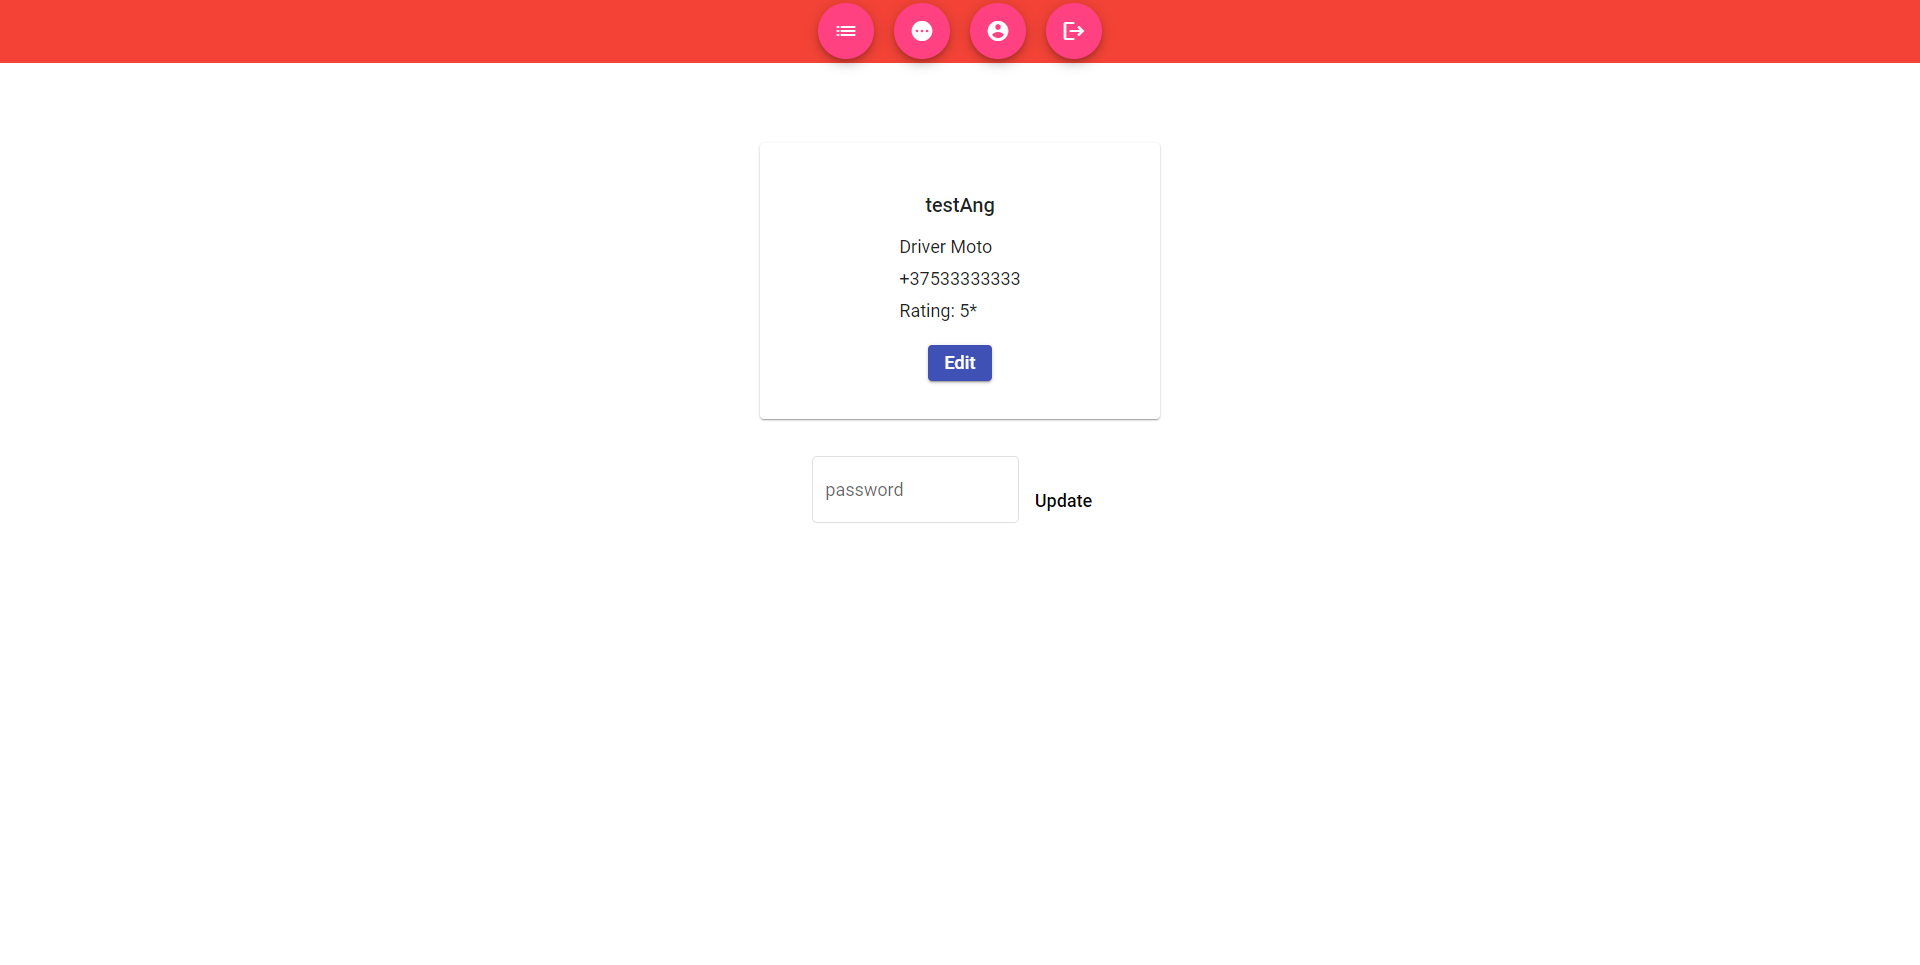 testAng
Driver Moto
+37533333333
Rating: 5*
Edit
password
Update